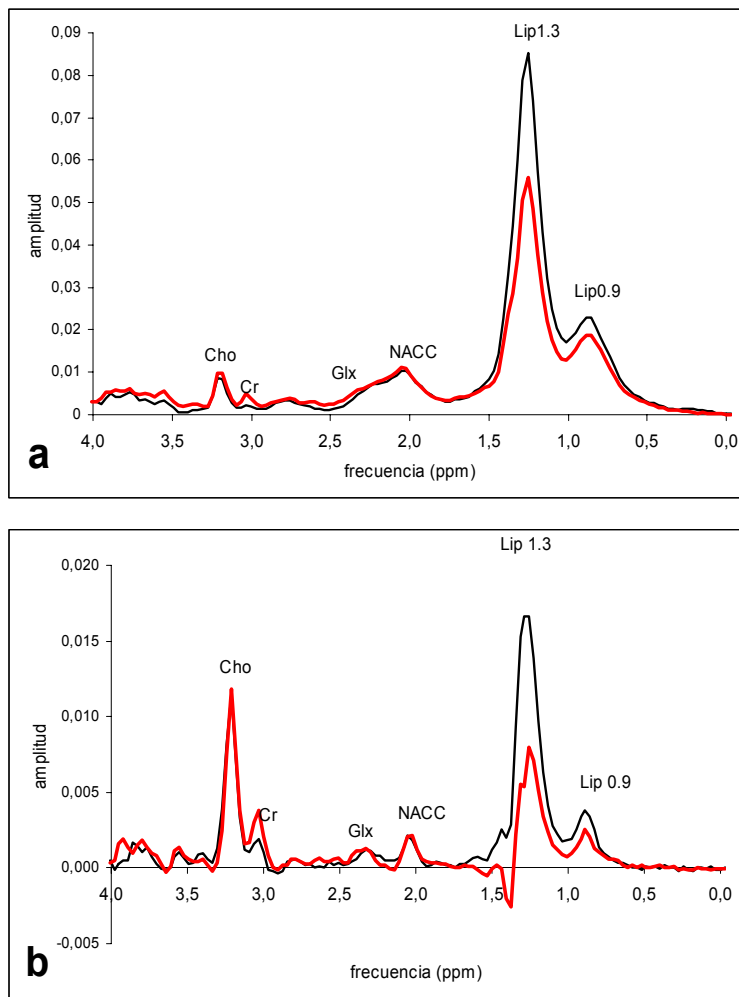 0,09
0,08
0,07
0,06
0,05
0,04
0,03
0,02
0,01
0
amplitud
Lip1.3
Lip0.9
NACC
Glx
Cho
Cr
4,0 3,5 3,0 2,5 2,0 1,5 1,0 0,5 0,0
frecuencia (ppm)
a
0,020
0,015
0,010
0,005
0,000
-0,005
amplitud
Lip 1.3
Cho
Lip 0.9
NACC
Cr
Glx
4,0 3,5 3,0 2,5 2,0 1,5 1,0 0,5 0,0
frecuencia (ppm)
b